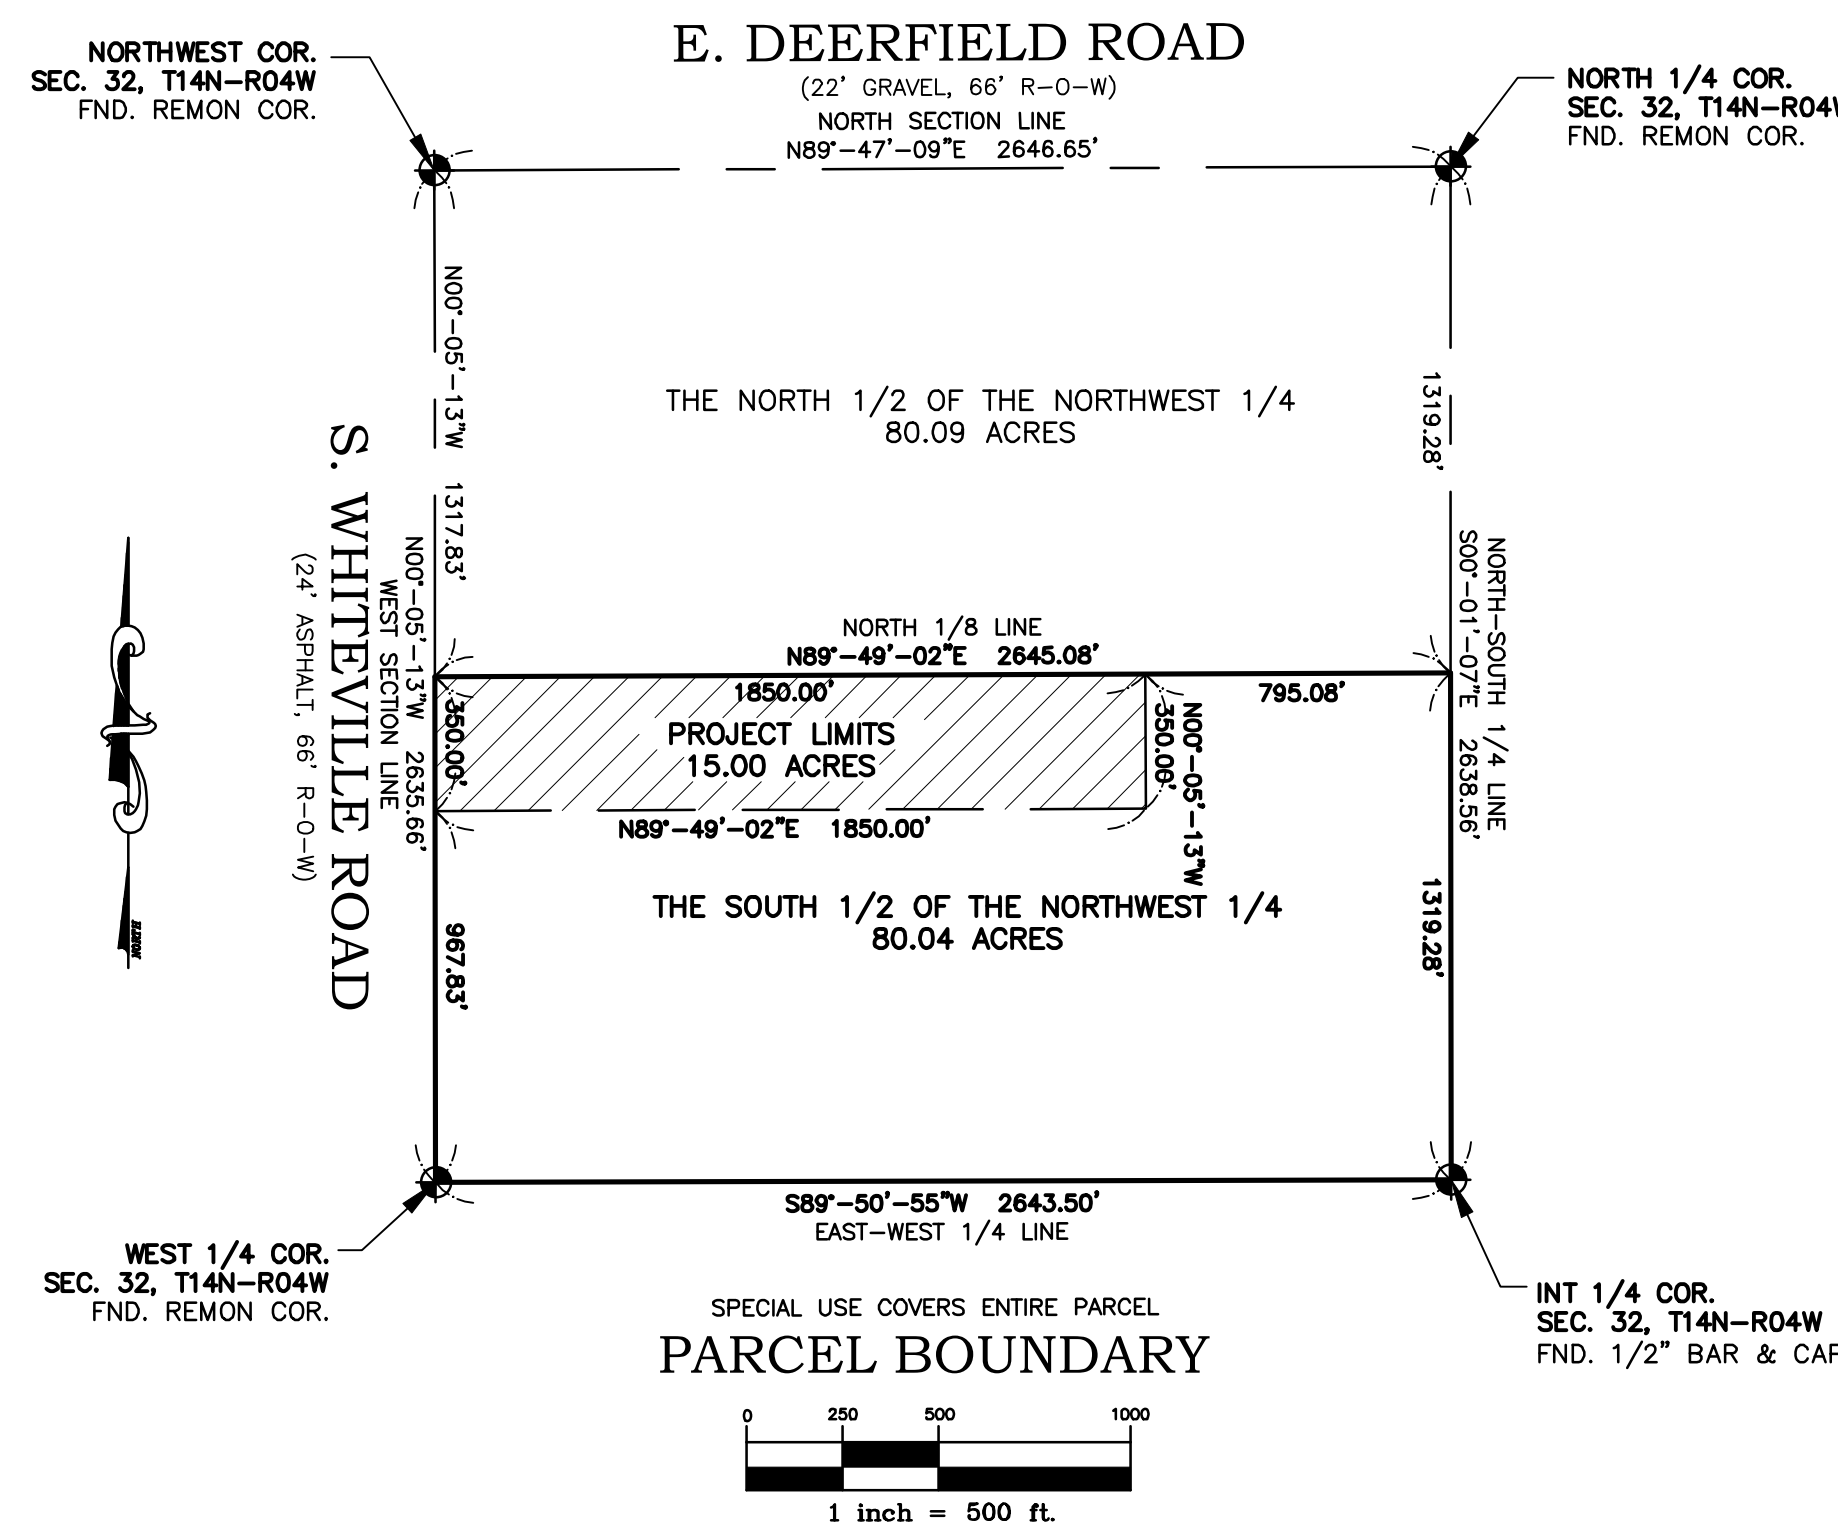 E. DEERFIELD ROAD
(22' GRAVEL, 66' R-O-W)
NORTH SECTION LINE
N89°-47'-09"E 2646.65'
NORTHWEST COR.
SEC. 32, T14N-R04W
FND. REMON COR.
NORTH 1/4 COR.
SEC. 32, T14N-R04W
FND. REMON COR.
N00°-05'-13"W 1317.83'
THE NORTH 1/2 OF THE NORTHWEST 1/4
80.09 ACRES
1319.28'
S. WHITEVILLE ROAD
(24' ASPHALT, 66' R-O-W)
WEST SECTION LINE
N00°-05'-13"W 2635.66'
NORTH-SOUTH 1/4 LINE
S00°-01'-07"E 2638.56'
NORTH 1/8 LINE
N89°-49'-02"E 2645.08'
1850.00'
795.08'
350.00'
PROJECT LIMITS
15.00 ACRES
350.00'
N00°-05'-13"W
N89°-49'-02"E 1850.00'
THE SOUTH 1/2 OF THE NORTHWEST 1/4
80.04 ACRES
967.83'
1319.28'
NORTH
S89°-50'-55"W 2643.50'
EAST-WEST 1/4 LINE
WEST 1/4 COR.
SEC. 32, T14N-R04W
FND. REMON COR.
INT 1/4 COR.
SEC. 32, T14N-R04W
FND. 1/2" BAR & CAP
SPECIAL USE COVERS ENTIRE PARCEL
PARCEL BOUNDARY
0 250 500 1000
1 inch = 500 ft.